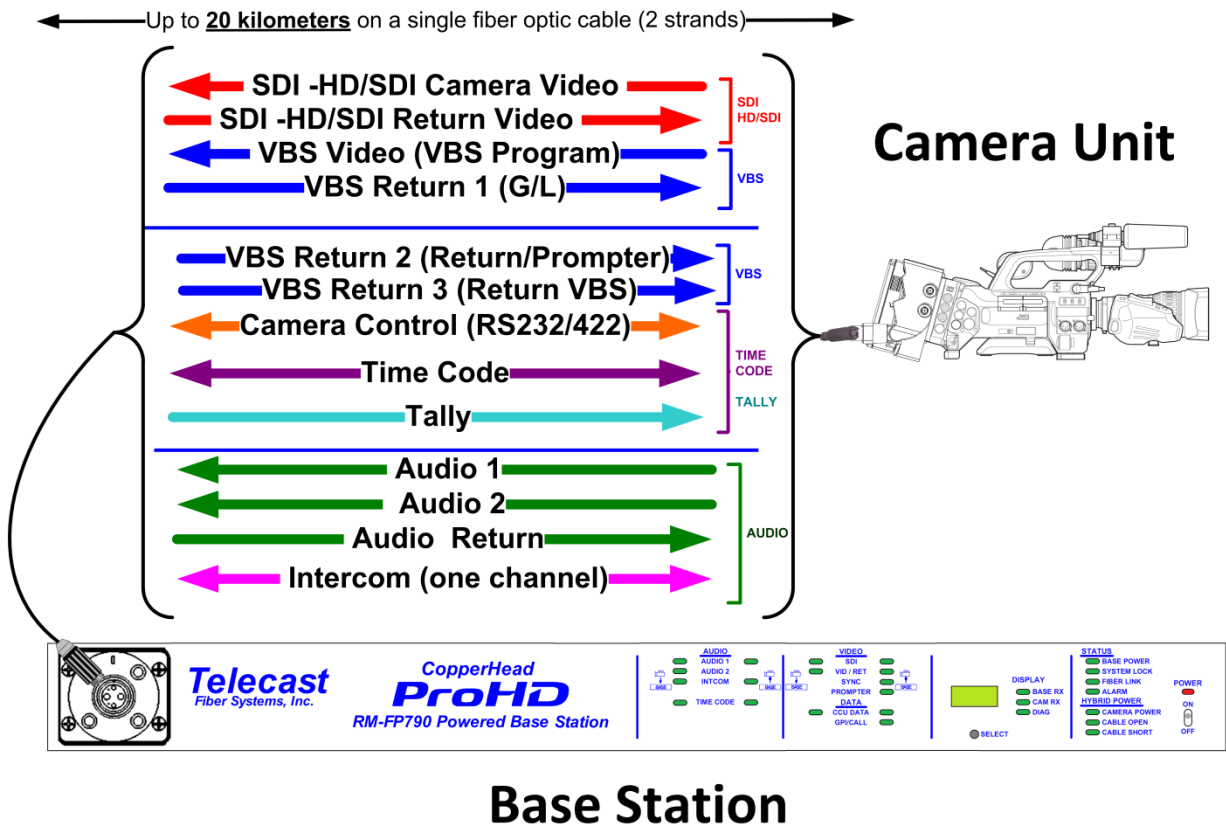 Up to 20 kilometers on a single fiber optic cable (2 strands)
SDI -HD/SDI Camera Video
SDI -HD/SDI Return Video
SDI
HD/SDI
VBS Video (VBS Program)
VBS Return 1 (G/L)
VBS
VBS Return 2 (Return/Prompter)
VBS Return 3 (Return VBS)
VBS
Camera Control (RS232/422)
Time Code
TIME
CODE
Tally
TALLY
Audio 1
Audio 2
Audio Return
Intercom (one channel)
AUDIO
Camera Unit
Telecast
Fiber Systems, Inc.
CopperHead
ProHD
RM-FP790 Powered Base Station
AUDIO
AUDIO 1
AUDIO 2
INTCOM
TIME CODE
BASE
BASE
VIDEO
SDI
VID / RET
SYNC
PROMPTER
DATA
CCU DATA
GPI/CALL
BASE
BASE
DISPLAY
BASE RX
CAM RX
DIAG
SELECT
STATUS
BASE POWER
SYSTEM LOCK
FIBER LINK
ALARM
HYBRID POWER
CAMERA POWER
CABLE OPEN
CABLE SHORT
POWER
ON
OFF
Base Station